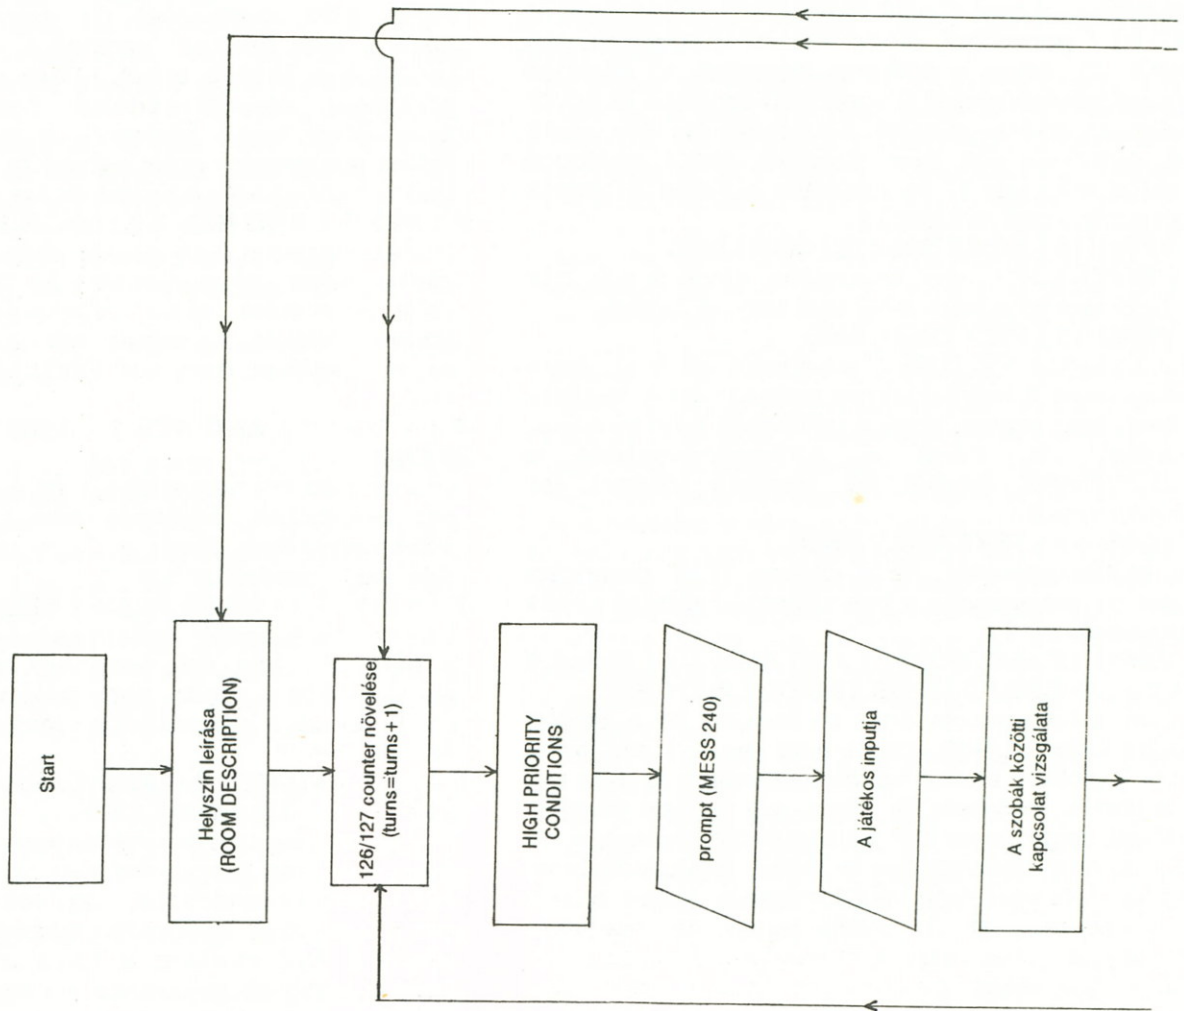 Start
Helyszín leírása
(ROOM DESCRIPTION)
126/127 counter növelése
(turns=turns+1)
HIGH PRIORITY
CONDITIONS
prompt (MESS 240)
A játékos inputja
A szobák közötti
kapcsolat vizsgálata